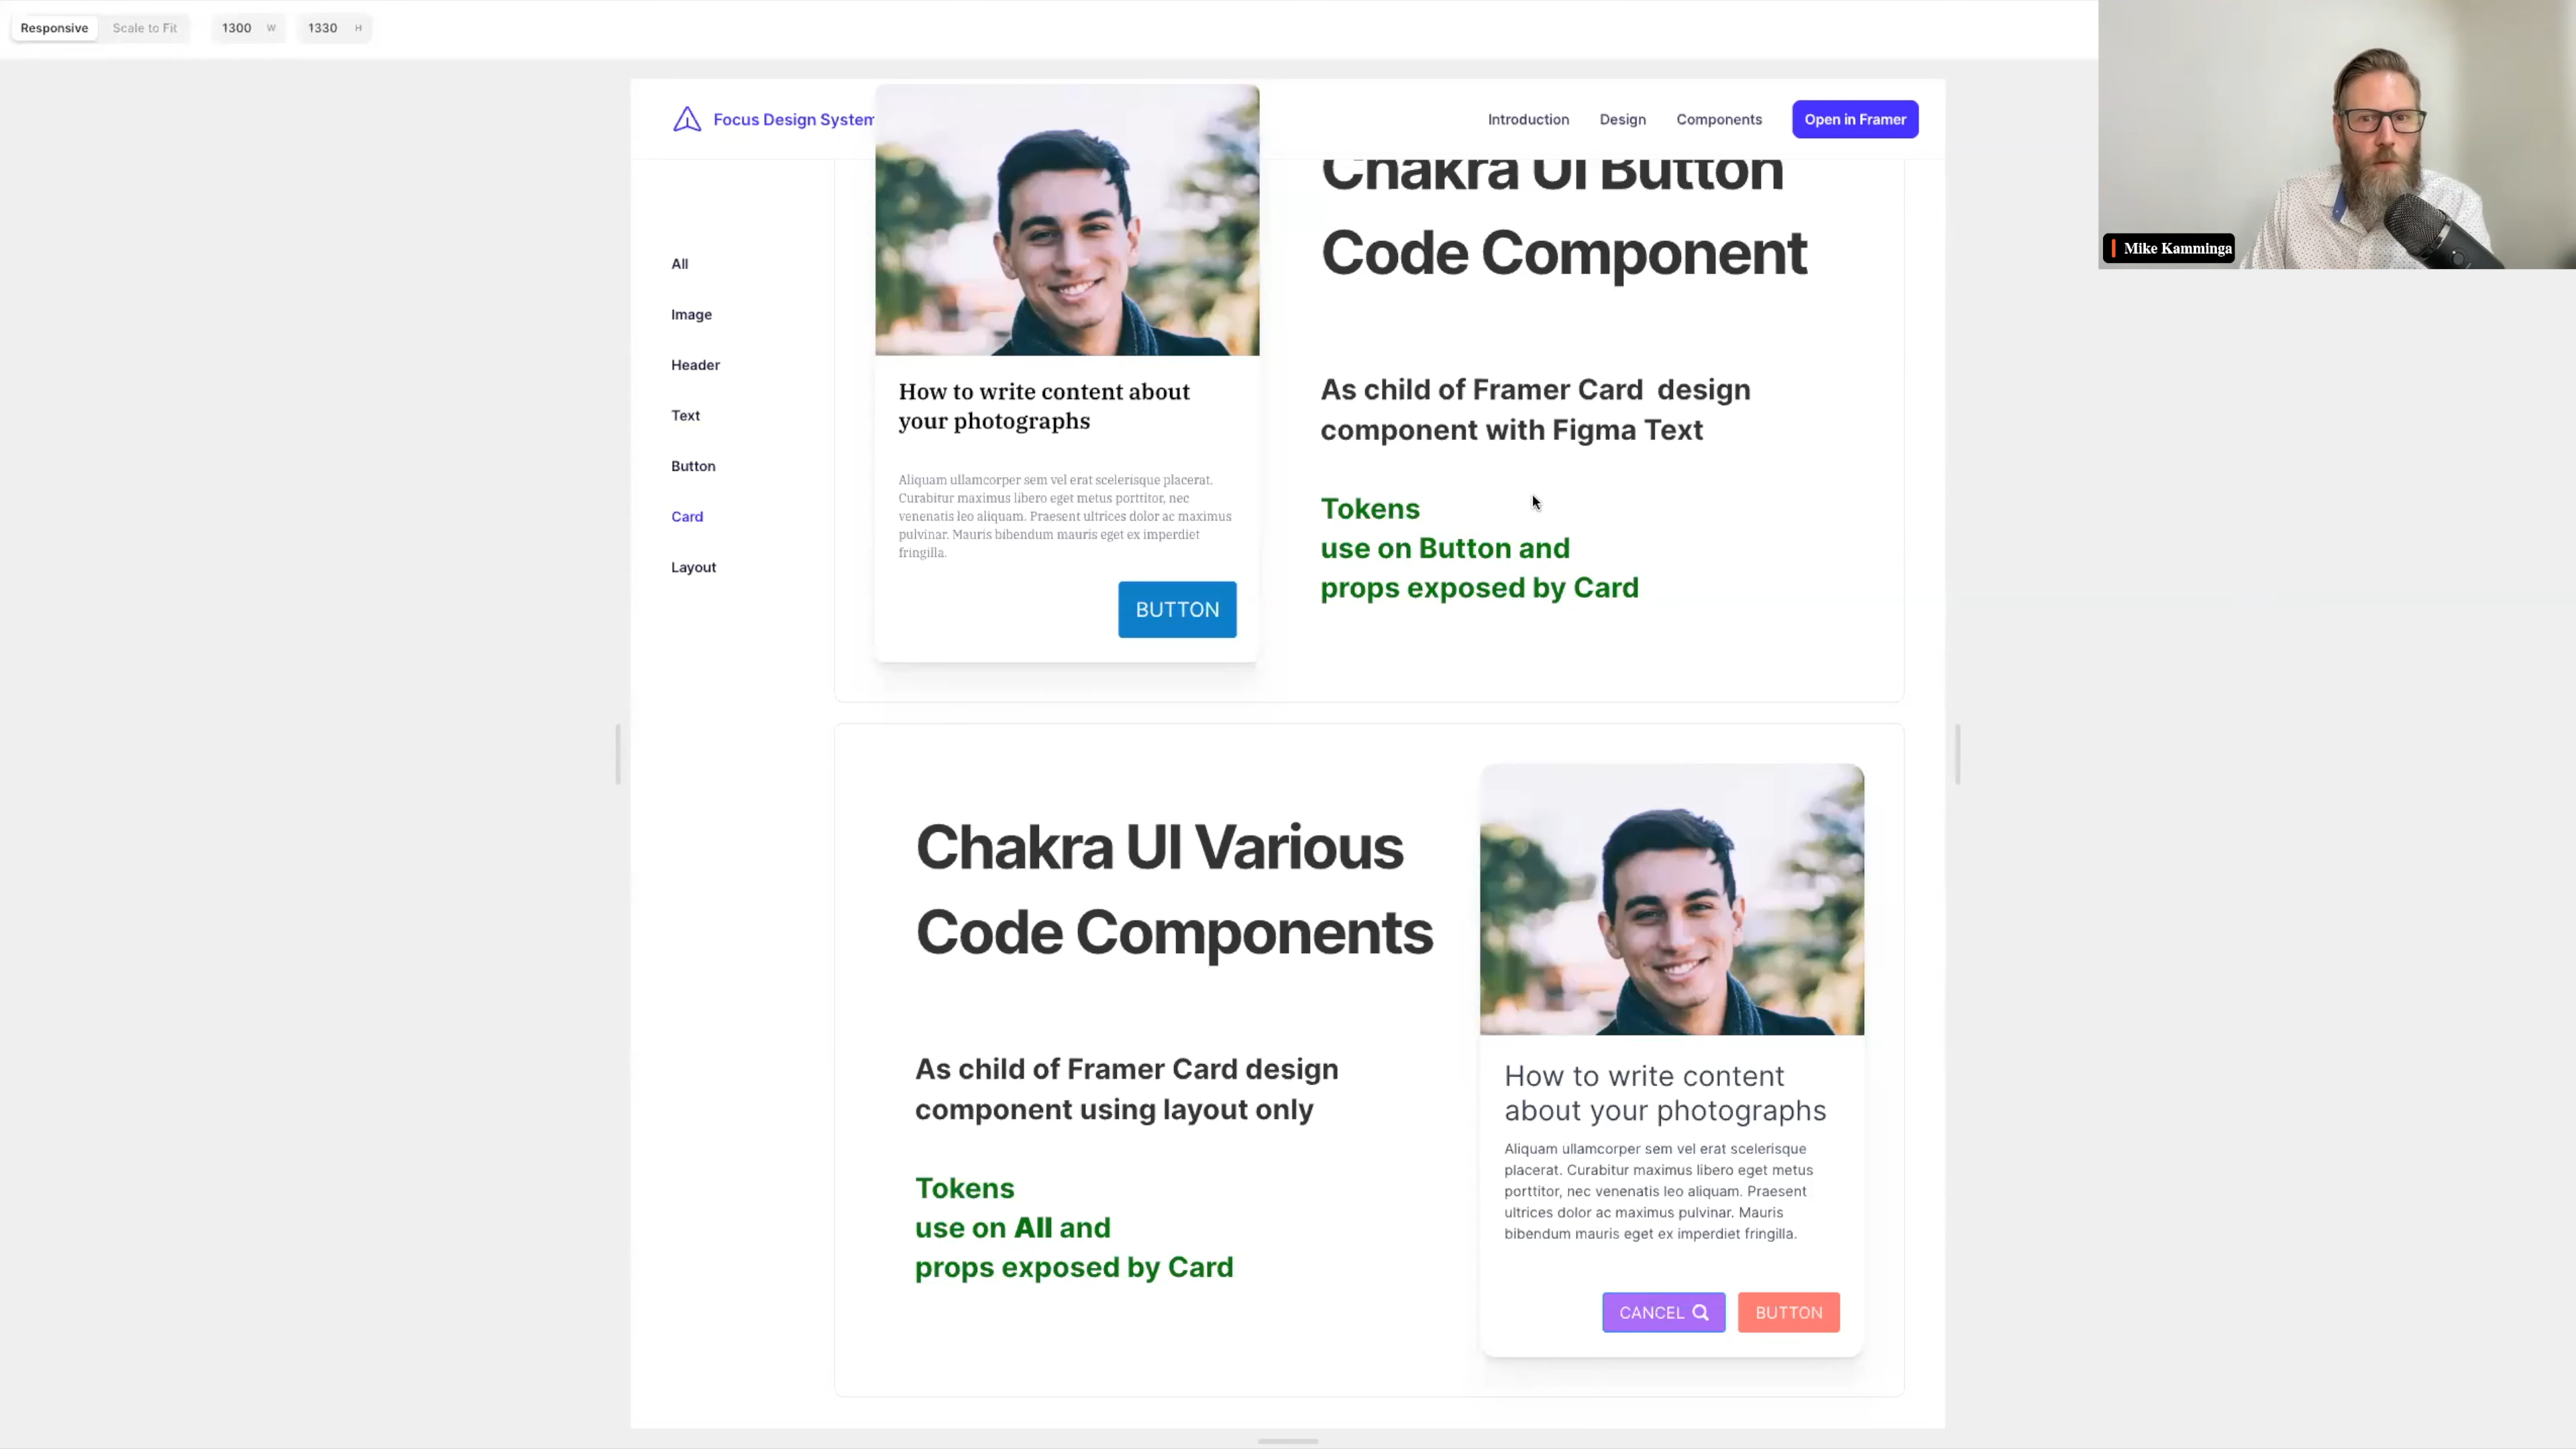 Responsive
Scale to Fit
1300 W
1330 H
Mike Kamminga
Focus Design System
Introduction
Design
Components
Open in Framer
All
Image
Header
Text
Button
Card
Layout
How to write content about
your photographs
Aliquam ullamcorper sem vel erat scelerisque placerat.
Curabitur maximus libero eget metus porttitor, nec
venenatis leo aliquam. Praesent ultrices dolor ac maximus
pulvinar. Mauris bibendum mauris eget ex imperdiet
fringilla.
BUTTON
Chakra UI Button
Code Component
As child of Framer Card design
component with Figma Text
Tokens
use on Button and
props exposed by Card
Chakra UI Various
Code Components
As child of Framer Card design
component using layout only
Tokens
use on All and
props exposed by Card
How to write content
about your photographs
Aliquam ullamcorper sem vel erat scelerisque
placerat. Curabitur maximus libero eget metus
porttitor, nec venenatis leo aliquam. Praesent
ultrices dolor ac maximus pulvinar. Mauris
bibendum mauris eget ex imperdiet fringilla.
CANCEL
BUTTON